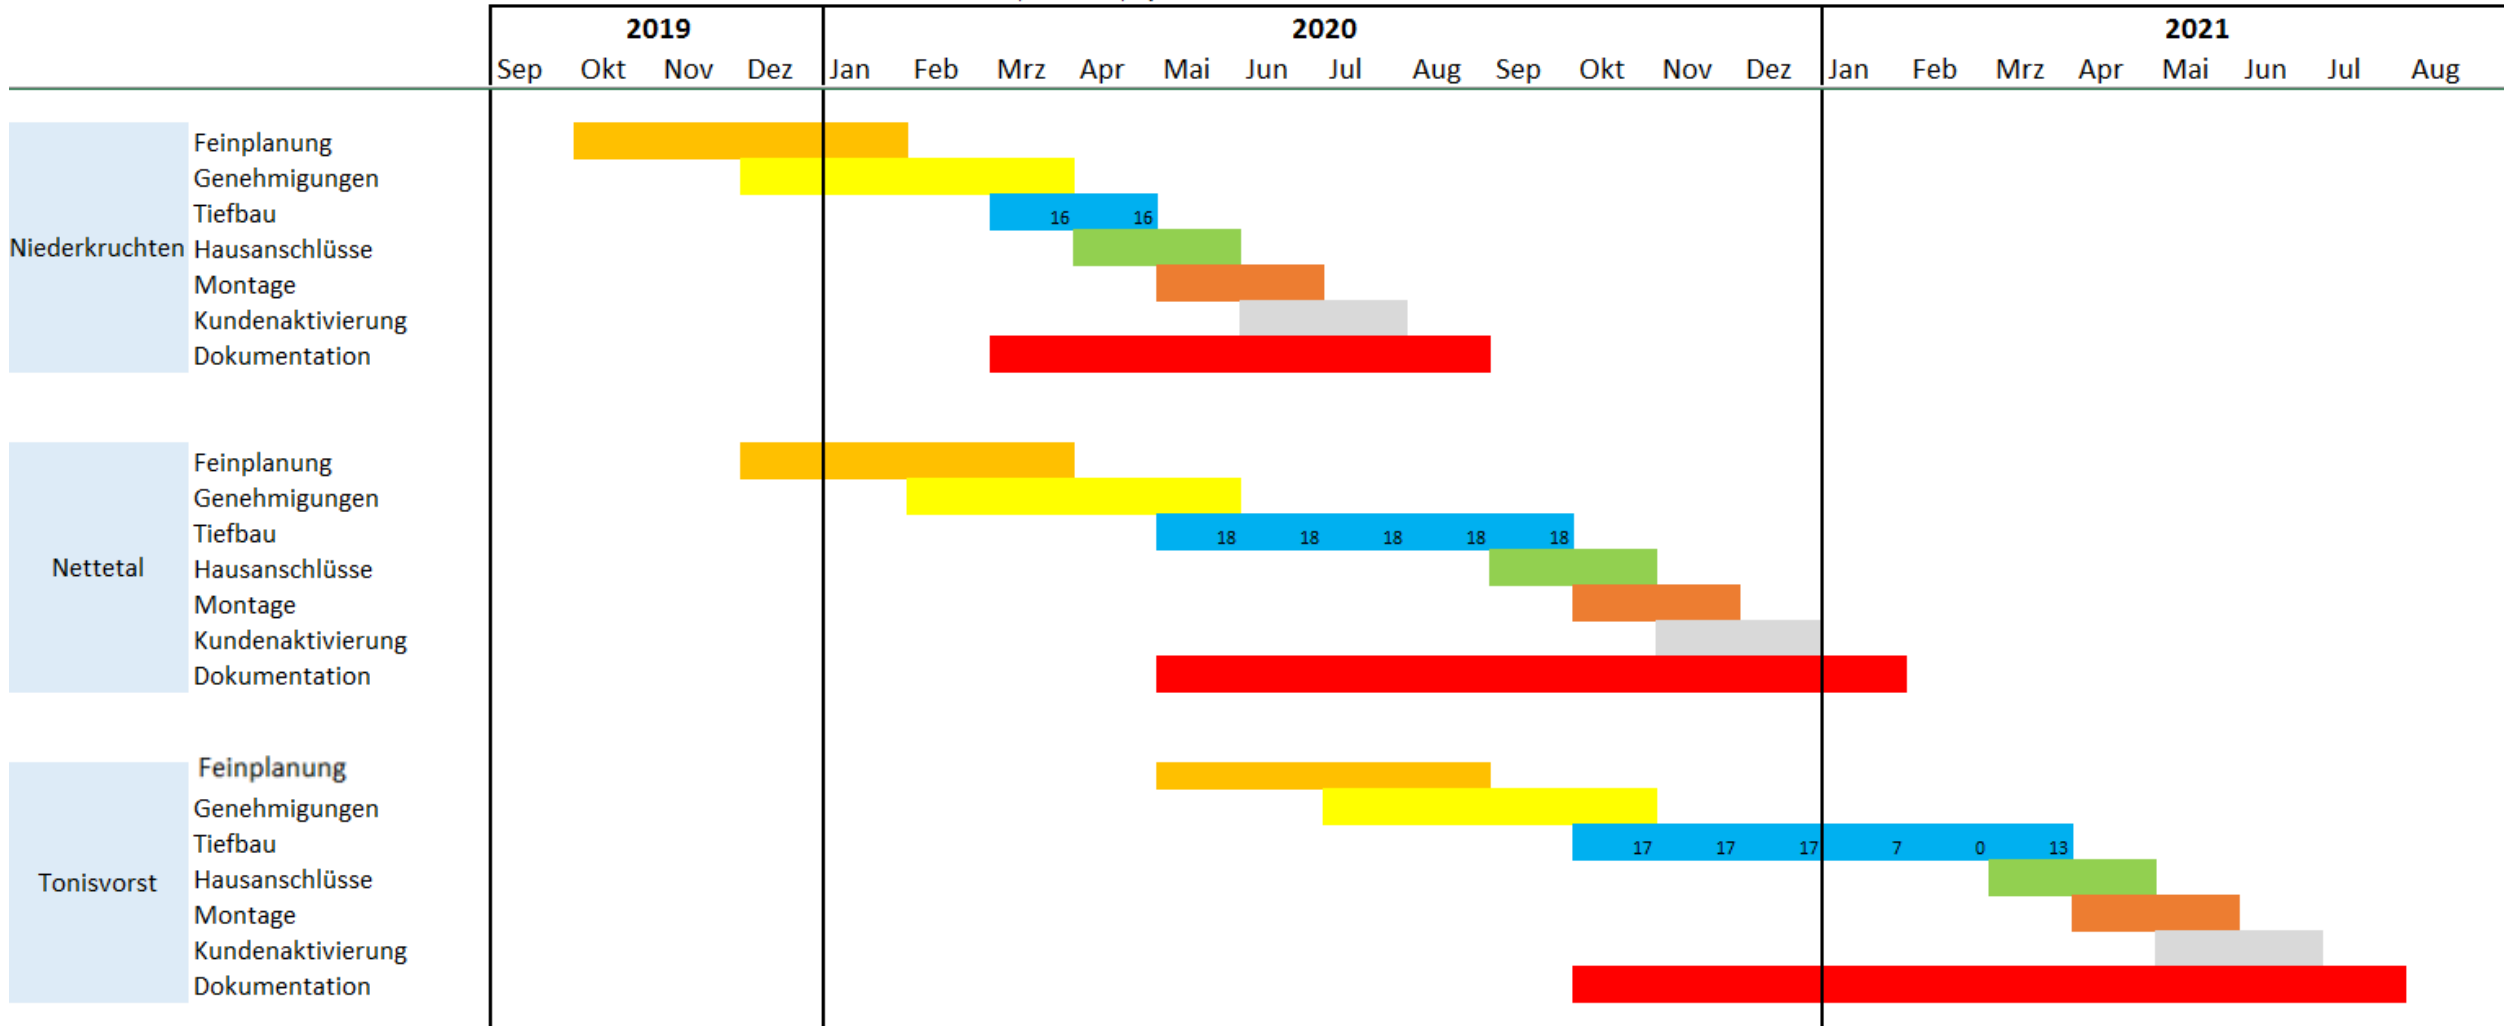 2019 2020 2021
Sep Okt Nov Dez Jan Feb Mrz Apr Mai Jun Jul Aug Sep Okt Nov Dez Jan Feb Mrz Apr Mai Jun Jul Aug
Niederkruchten
Feinplanung
Genehmigungen
Tiefbau 16 16
Hausanschlüsse
Montage
Kundenaktivierung
Dokumentation
Nettetal
Feinplanung
Genehmigungen
Tiefbau 18 18 18 18 18
Hausanschlüsse
Montage
Kundenaktivierung
Dokumentation
Tonisvorst
Feinplanung
Genehmigungen
Tiefbau 17 17 17 7 0 13
Hausanschlüsse
Montage
Kundenaktivierung
Dokumentation